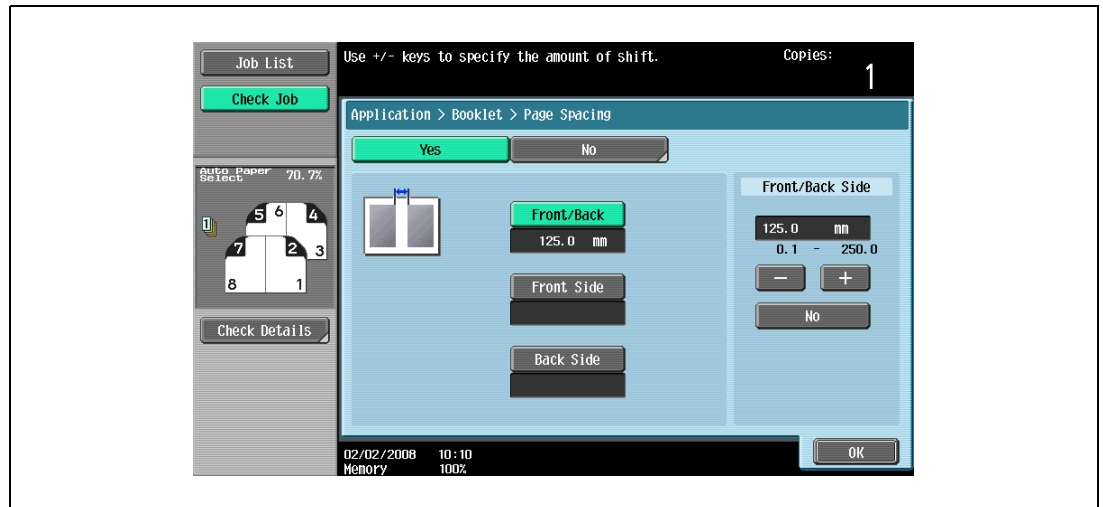 Job List
Check Job
Use +/- keys to specify the amount of shift.
Copies:
1
Application > Booklet > Page Spacing
Yes
No
Auto Paper
Select
70.7%
1
5 6 4
7 2 3
8 1
Check Details
Front/Back
125.0 mm
Front Side
Back Side
Front/Back Side
125.0 mm
0.1 - 250.0
− +
No
02/02/2008 10:10
Memory 100%
OK